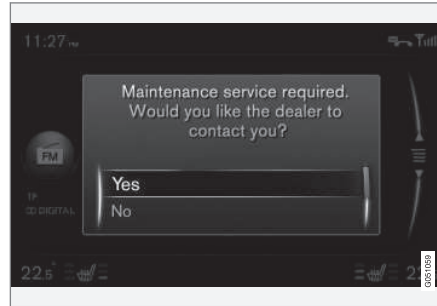 11:27
Maintenance service required.
Would you like the dealer to
contact you?
FM
Yes
No
TP
DIGITAL
22.5°
G051059